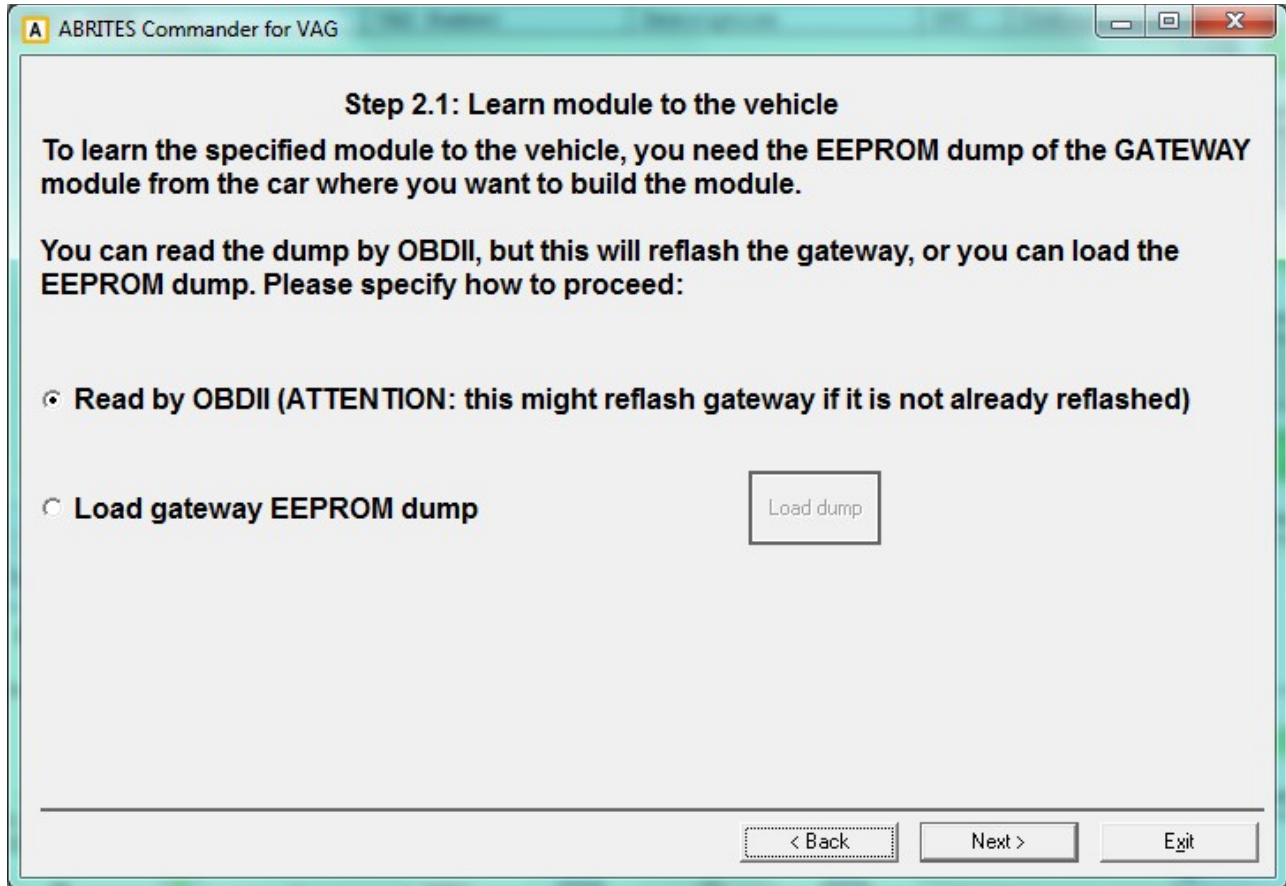 ABRITES Commander for VAG
Step 2.1: Learn module to the vehicle
To learn the specified module to the vehicle, you need the EEPROM dump of the GATEWAY
module from the car where you want to build the module.
You can read the dump by OBDII, but this will reflash the gateway, or you can load the
EEPROM dump. Please specify how to proceed:
Read by OBDII (ATTENTION: this might reflash gateway if it is not already reflashed)
Load gateway EEPROM dump
Load dump
< Back
Next >
Exit